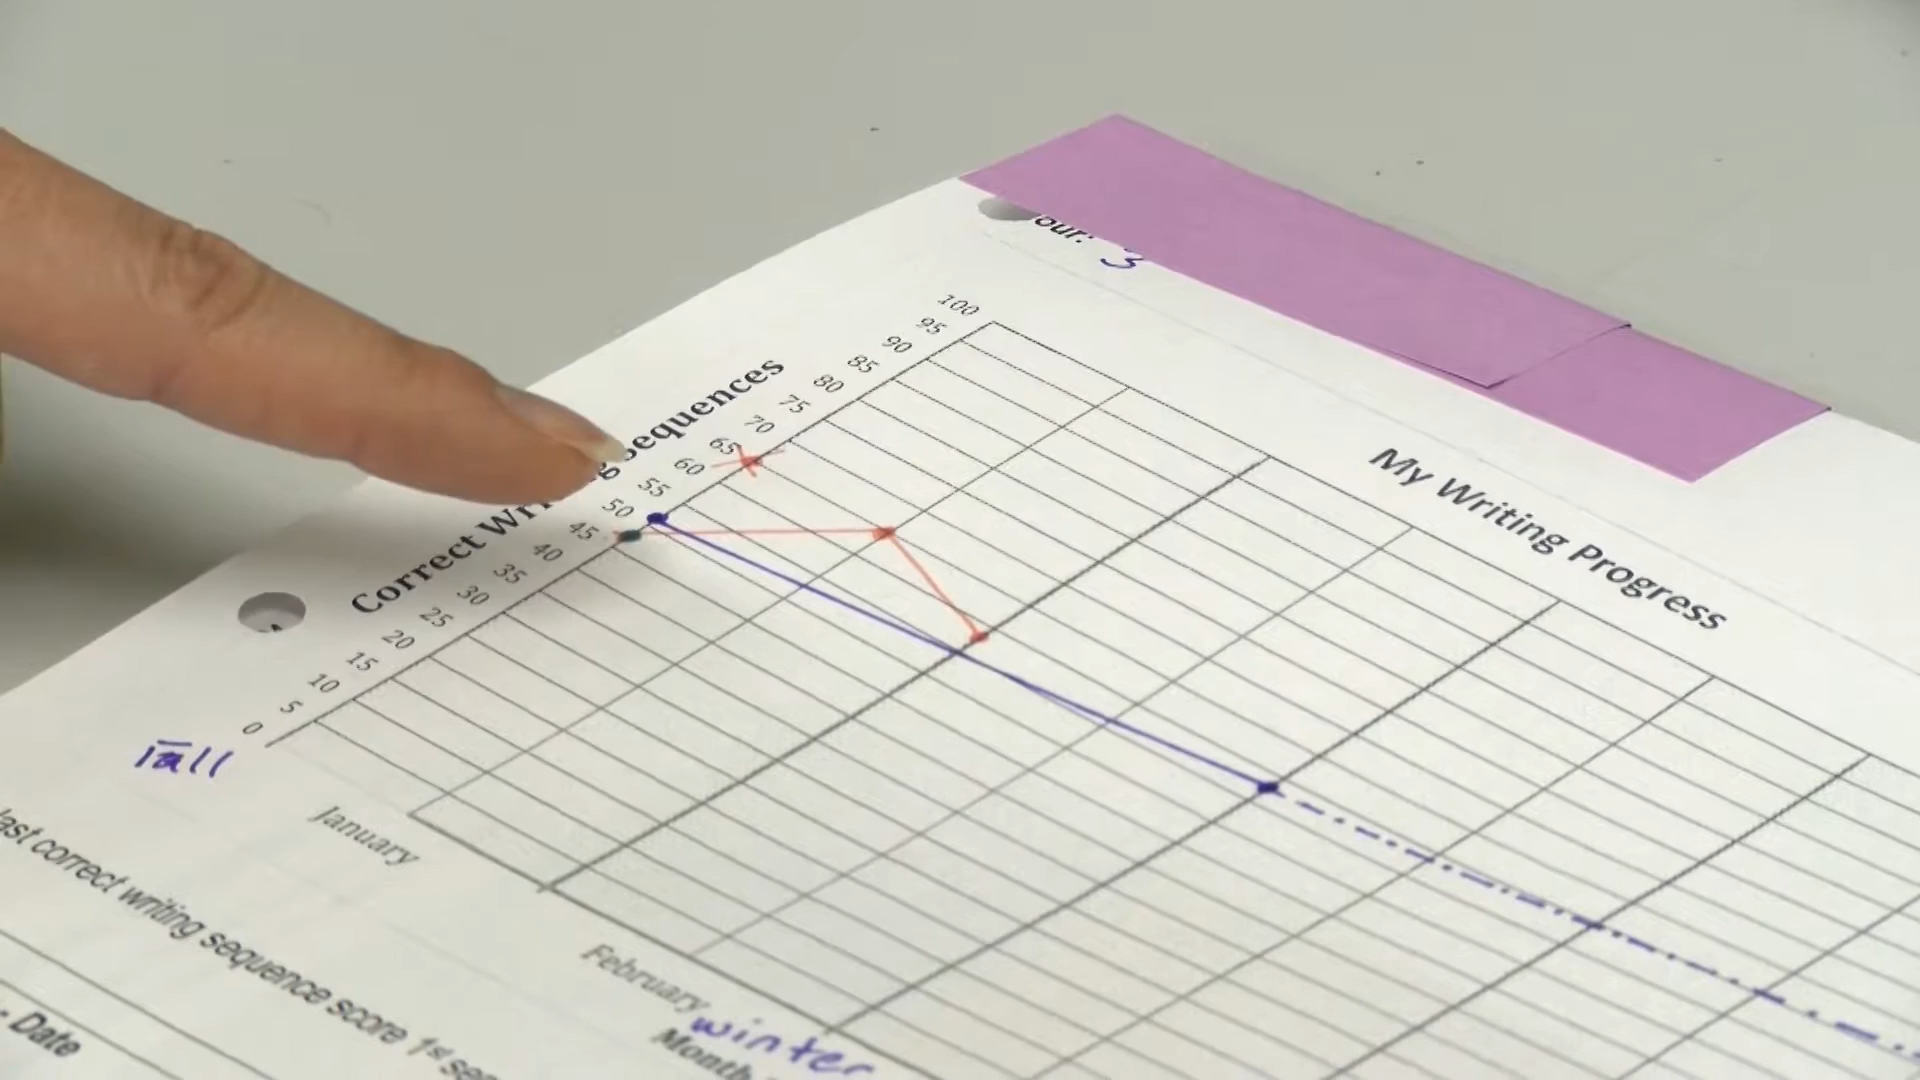 our: 3
My Writing Progress
Correct Writing Sequences
100
95
90
85
80
75
70
65
60
55
50
45
40
35
30
25
20
15
10
5
0
Fall
January
February
winter
Month
last correct writing sequence score 1st
Date